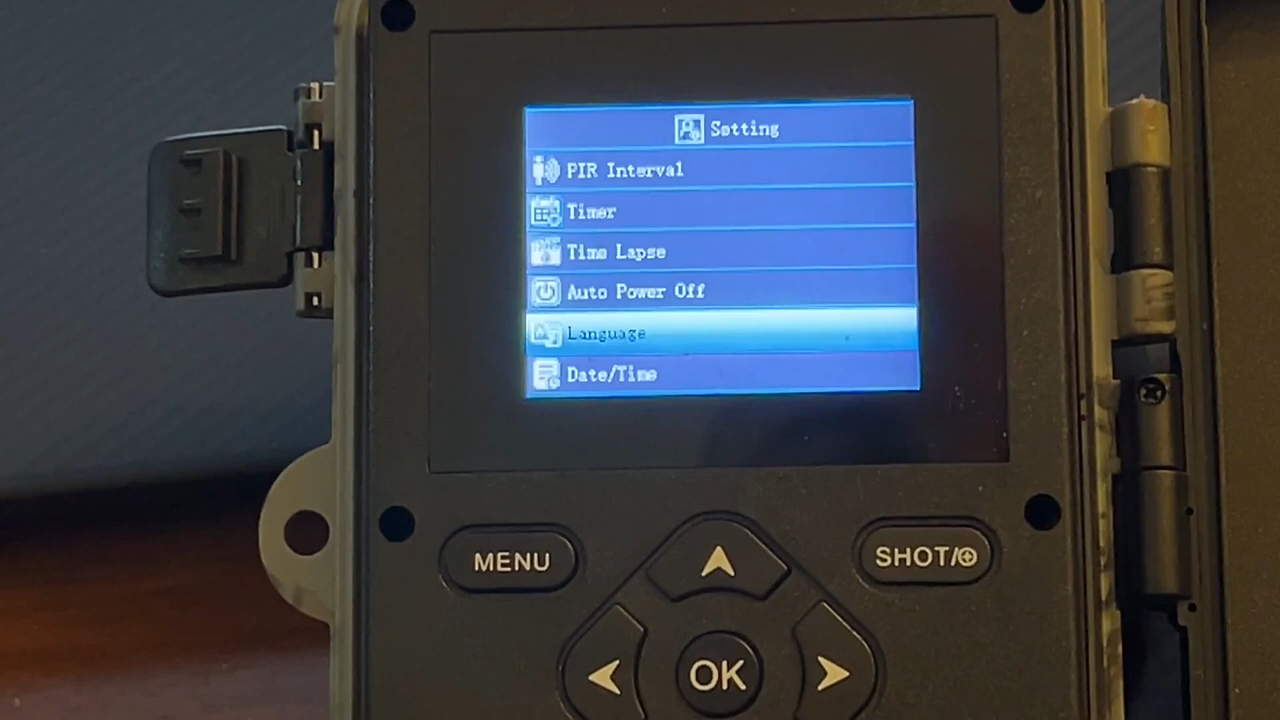 Setting
PIR Interval
Timer
Time Lapse
Auto Power Off
Language
Date/Time
MENU
SHOT/
OK